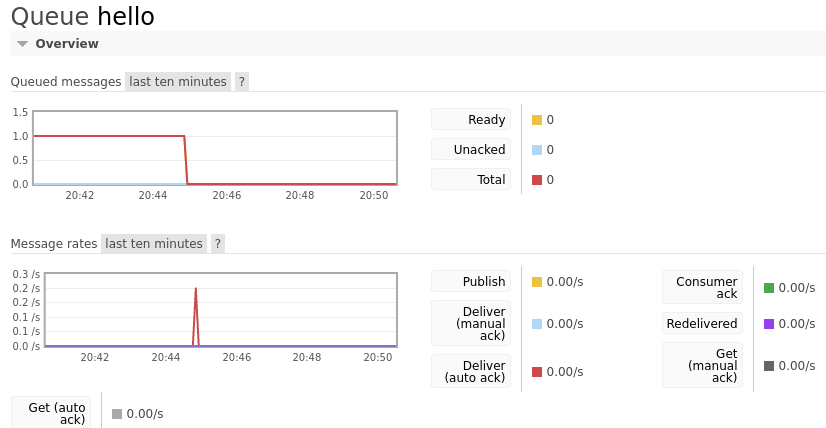 Queue hello
Overview
Queued messages last ten minutes ?
1.5
1.0
0.5
0.0
20:42 20:44 20:46 20:48 20:50
Ready 0
Unacked 0
Total 0
Message rates last ten minutes ?
0.3 /s
0.2 /s
0.2 /s
0.1 /s
0.1 /s
0.0 /s
20:42 20:44 20:46 20:48 20:50
Publish 0.00/s
Deliver
(manual
ack)
0.00/s
Deliver
(auto ack)
0.00/s
Consumer
ack
0.00/s
Redelivered 0.00/s
Get
(manual
ack)
0.00/s
Get (auto
ack)
0.00/s